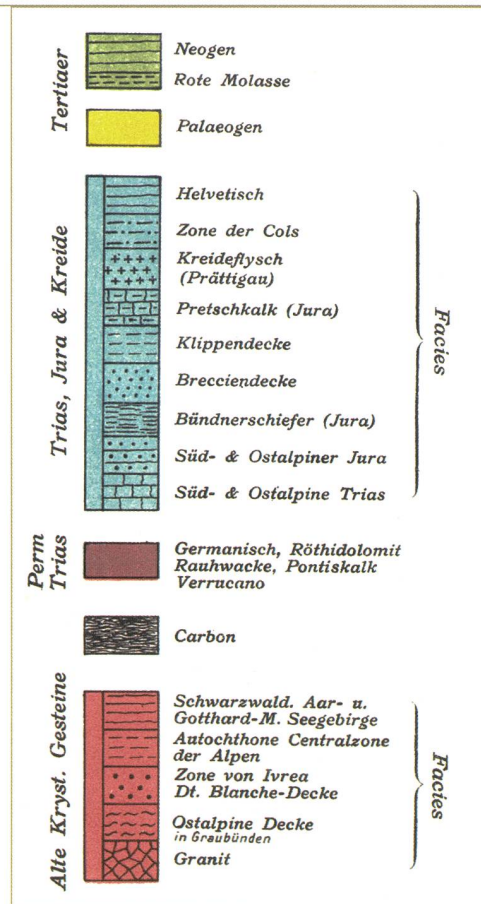 Tertiaer
Neogen
Rote Molasse
Palaeogen
Trias, Jura & Kreide
Helvetisch
Zone der Cols
Kreideflysch
(Prättigau)
Pretschkalk (Jura)
Klippendecke
Brecciendecke
Bündnerschiefer (Jura)
Süd- & Ostalpiner Jura
Süd- & Ostalpine Trias
Facies
Perm
Trias
Germanisch, Röthidolomit
Rauhwacke, Pontiskalk
Verrucano
Carbon
Alte Kryst. Gesteine
Schwarzwald. Aar- u.
Gotthard-M. Seegebirge
Autochthone Centralzone
der Alpen
Zone von Ivrea
Dt. Blanche-Decke
Ostalpine Decke
in Graubünden
Granit
Facies